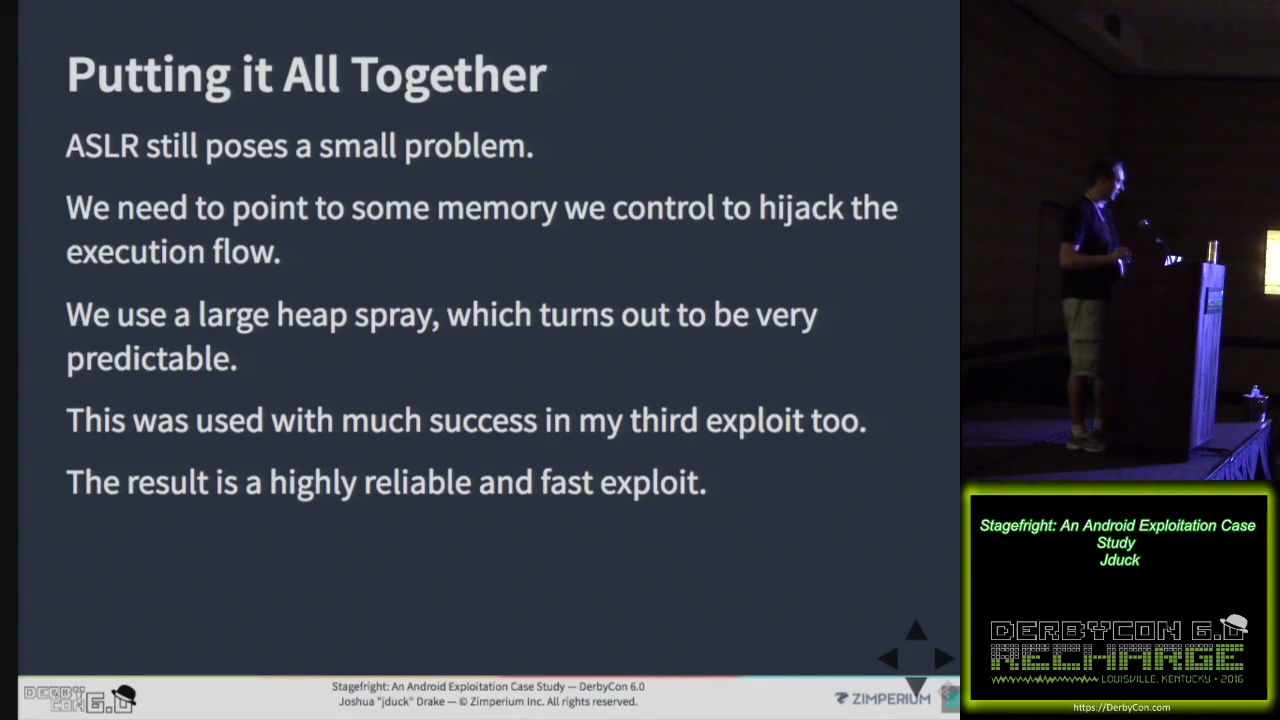 Putting it All Together
ASLR still poses a small problem.
We need to point to some memory we control to hijack the
execution flow.
We use a large heap spray, which turns out to be very
predictable.
This was used with much success in my third exploit too.
The result is a highly reliable and fast exploit.
DERBY
CON 6.0
Stagefright: An Android Exploitation Case Study — DerbyCon 6.0
Joshua "jduck" Drake — © Zimperium Inc. All rights reserved.
ZIMPERIUM
Stagefright: An Android Exploitation Case
Study
Jduck
DERBYCON 6.0
RECHARGE
LOUISVILLE, KENTUCKY • 2016
https://DerbyCon.com